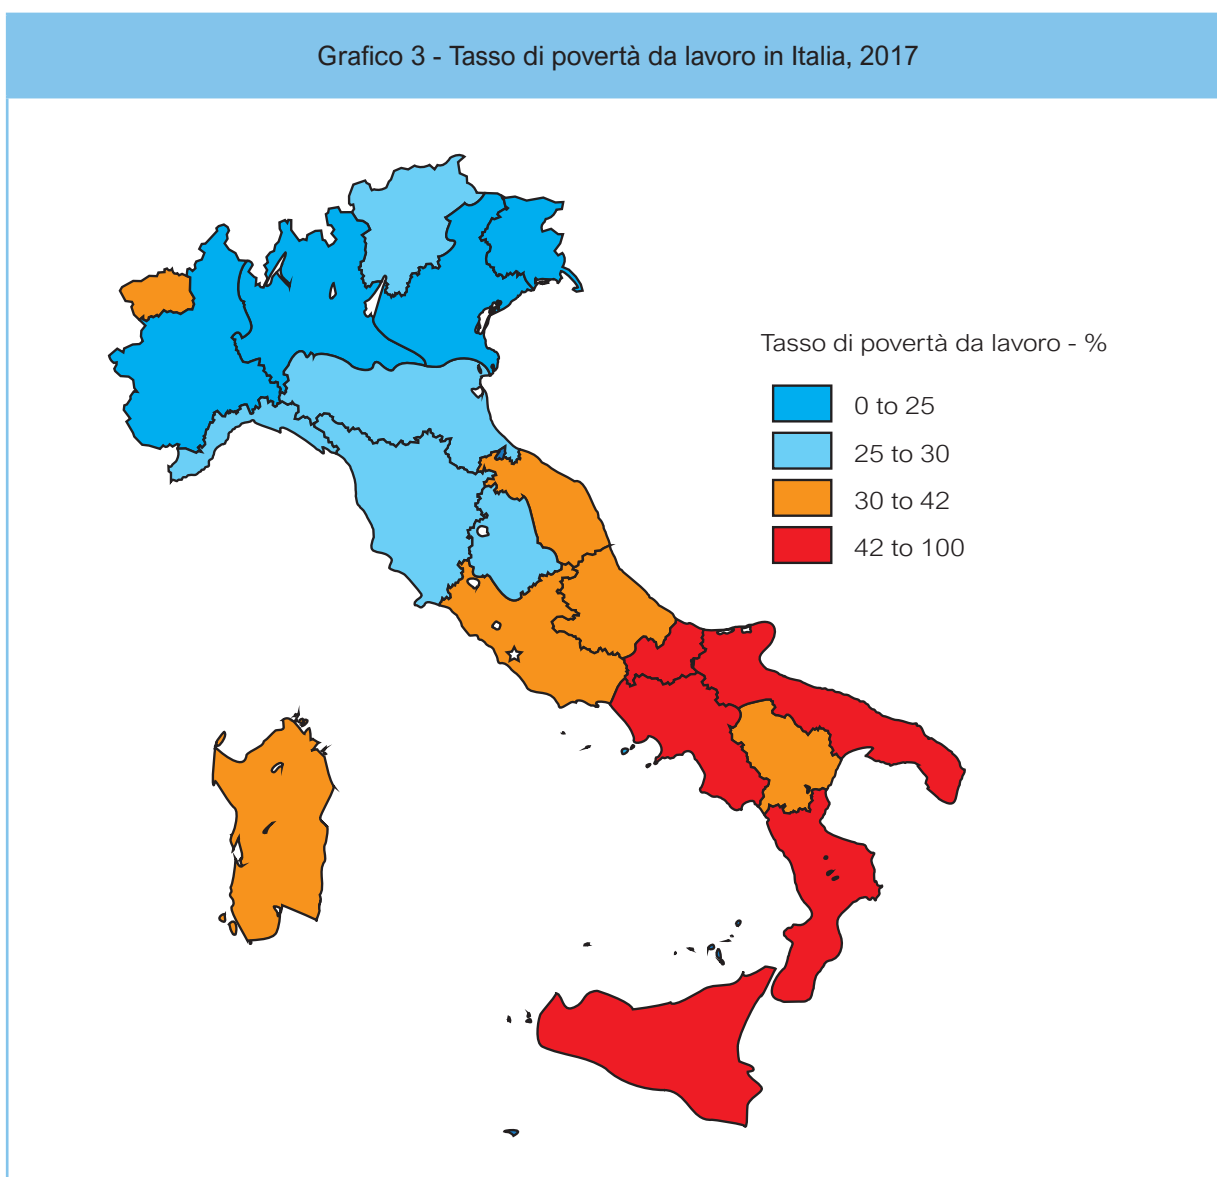 Grafico 3 - Tasso di povertà da lavoro in Italia, 2017
Tasso di povertà da lavoro - %
0 to 25
25 to 30
30 to 42
42 to 100